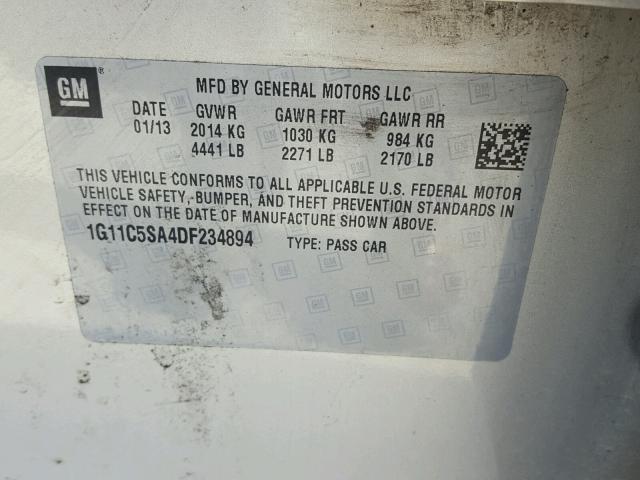 GM ®
MFD BY GENERAL MOTORS LLC
DATE GVWR GAWR FRT GAWR RR
01/13 2014 KG 1030 KG 984 KG
4441 LB 2271 LB 2170 LB
THIS VEHICLE CONFORMS TO ALL APPLICABLE U.S. FEDERAL MOTOR
VEHICLE SAFETY, BUMPER, AND THEFT PREVENTION STANDARDS IN
EFFECT ON THE DATE OF MANUFACTURE SHOWN ABOVE.
1G11C5SA4DF234894 TYPE: PASS CAR